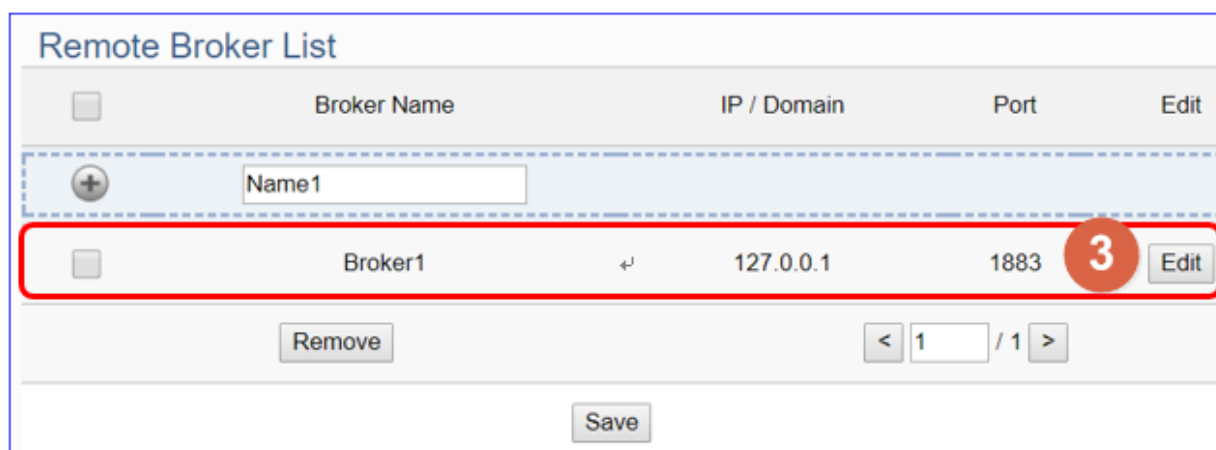 Remote Broker List
Broker Name IP / Domain Port Edit
Name1
Broker1 ↵ 127.0.0.1 1883 3 Edit
Remove < 1 / 1 >
Save